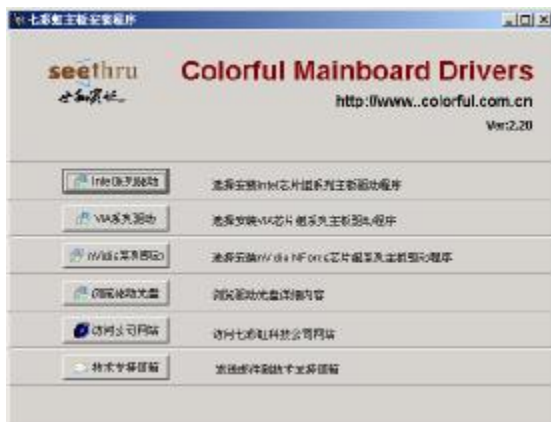 七彩虹主板安装程序
seethru
Colorful Mainboard Drivers
http://www..colorful.com.cn
Ver:2.20
Intel系列驱动
选择安装Intel芯片组系列主板驱动程序
VIA系列驱动
选择安装VIA芯片组系列主板驱动程序
nVidia系列驱动
选择安装nVidia NForce芯片组系列主板驱动程序
浏览驱动光盘
浏览驱动光盘详细内容
访问公司网站
访问七彩虹科技公司网站
技术支持信箱
发送邮件到技术支持信箱